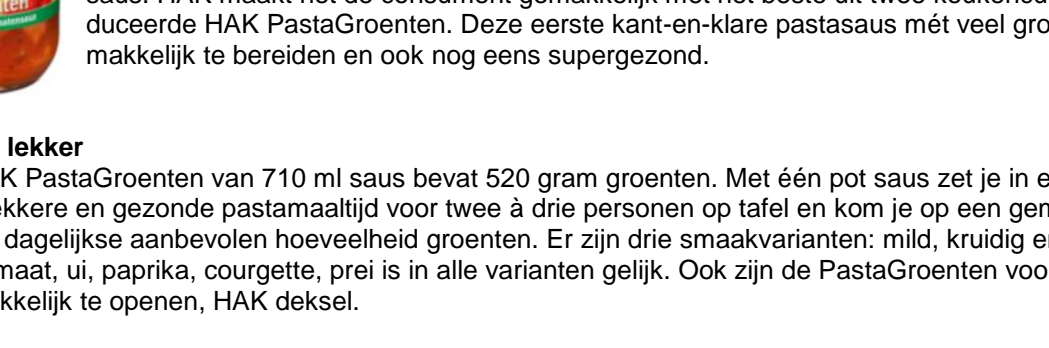 duceerde HAK PastaGroenten. Deze eerste kant-en-klare pastasaus mét veel gro
makkelijk te bereiden en ook nog eens supergezond.
lekker
K PastaGroenten van 710 ml saus bevat 520 gram groenten. Met één pot saus zet je in e
ekkere en gezonde pastamaaltijd voor twee à drie personen op tafel en kom je op een gem
dagelijkse aanbevolen hoeveelheid groenten. Er zijn drie smaakvarianten: mild, kruidig en
maat, ui, paprika, courgette, prei is in alle varianten gelijk. Ook zijn de PastaGroenten voo
kkelijk te openen, HAK deksel.